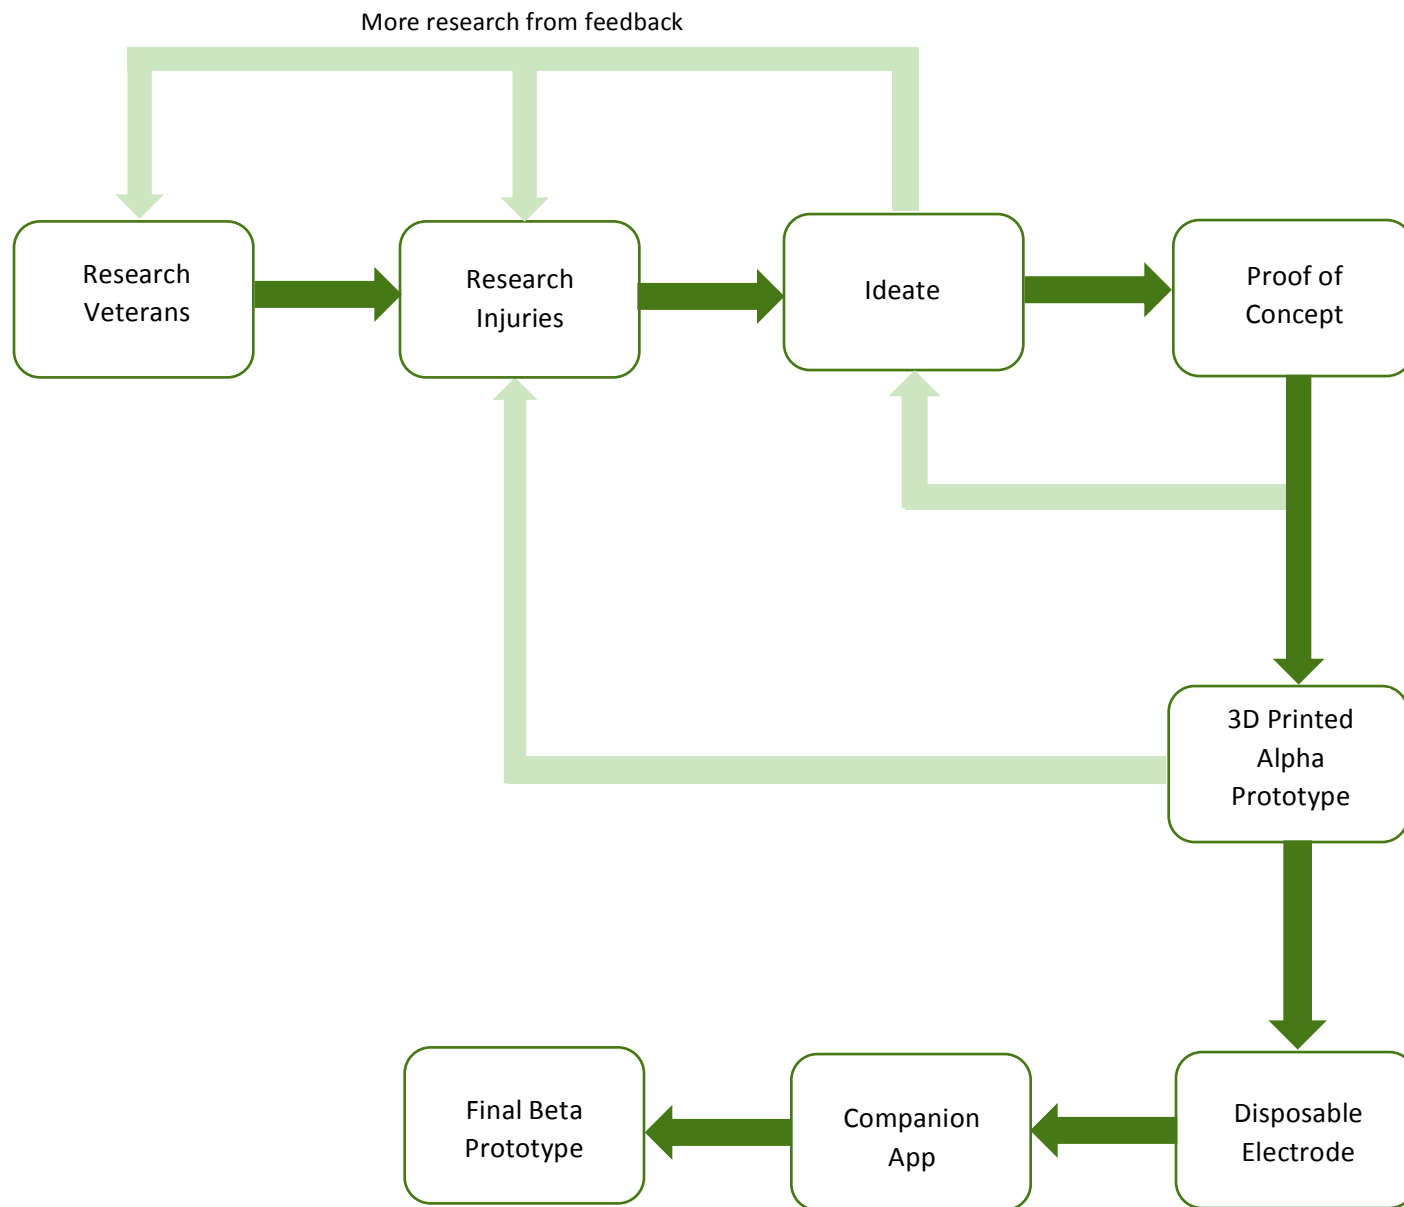 More research from feedback
Research
Veterans
Research
Injuries
Ideate
Proof of
Concept
3D Printed
Alpha
Prototype
Final Beta
Prototype
Companion
App
Disposable
Electrode